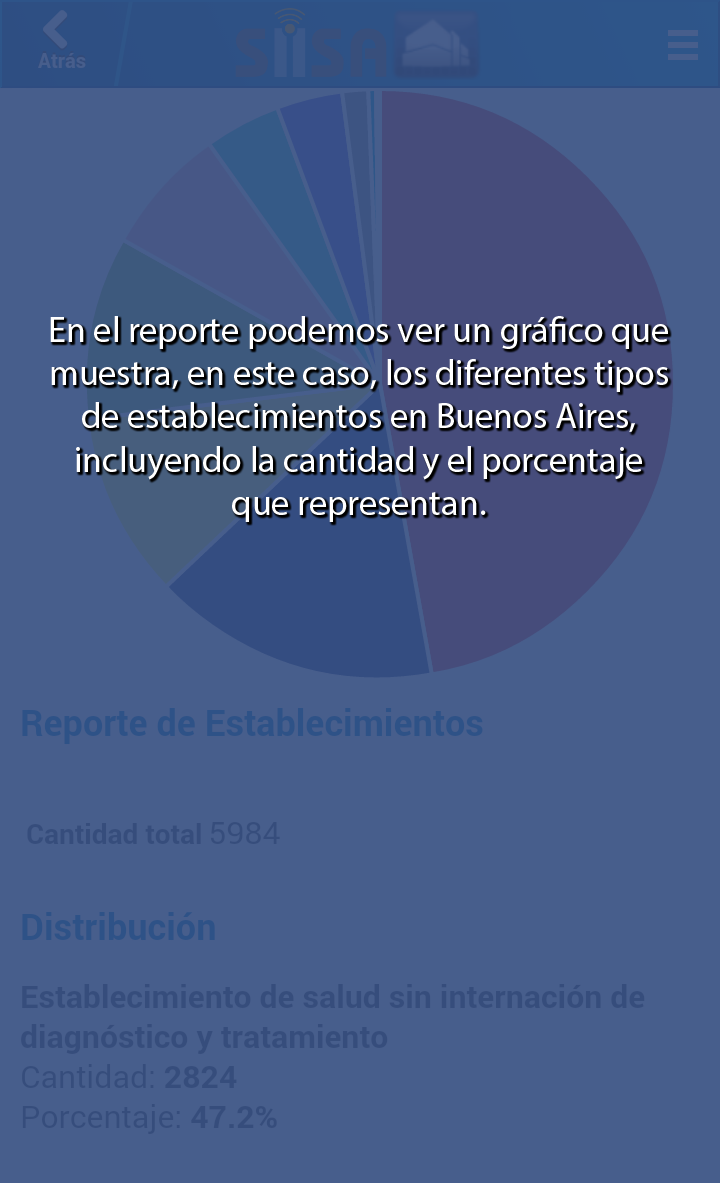 Atrás
SIISA
En el reporte podemos ver un gráfico que
muestra, en este caso, los diferentes tipos
de establecimientos en Buenos Aires,
incluyendo la cantidad y el porcentaje
que representan.
Reporte de Establecimientos
Cantidad total 5984
Distribución
Establecimiento de salud sin internación de
diagnóstico y tratamiento
Cantidad: 2824
Porcentaje: 47.2%